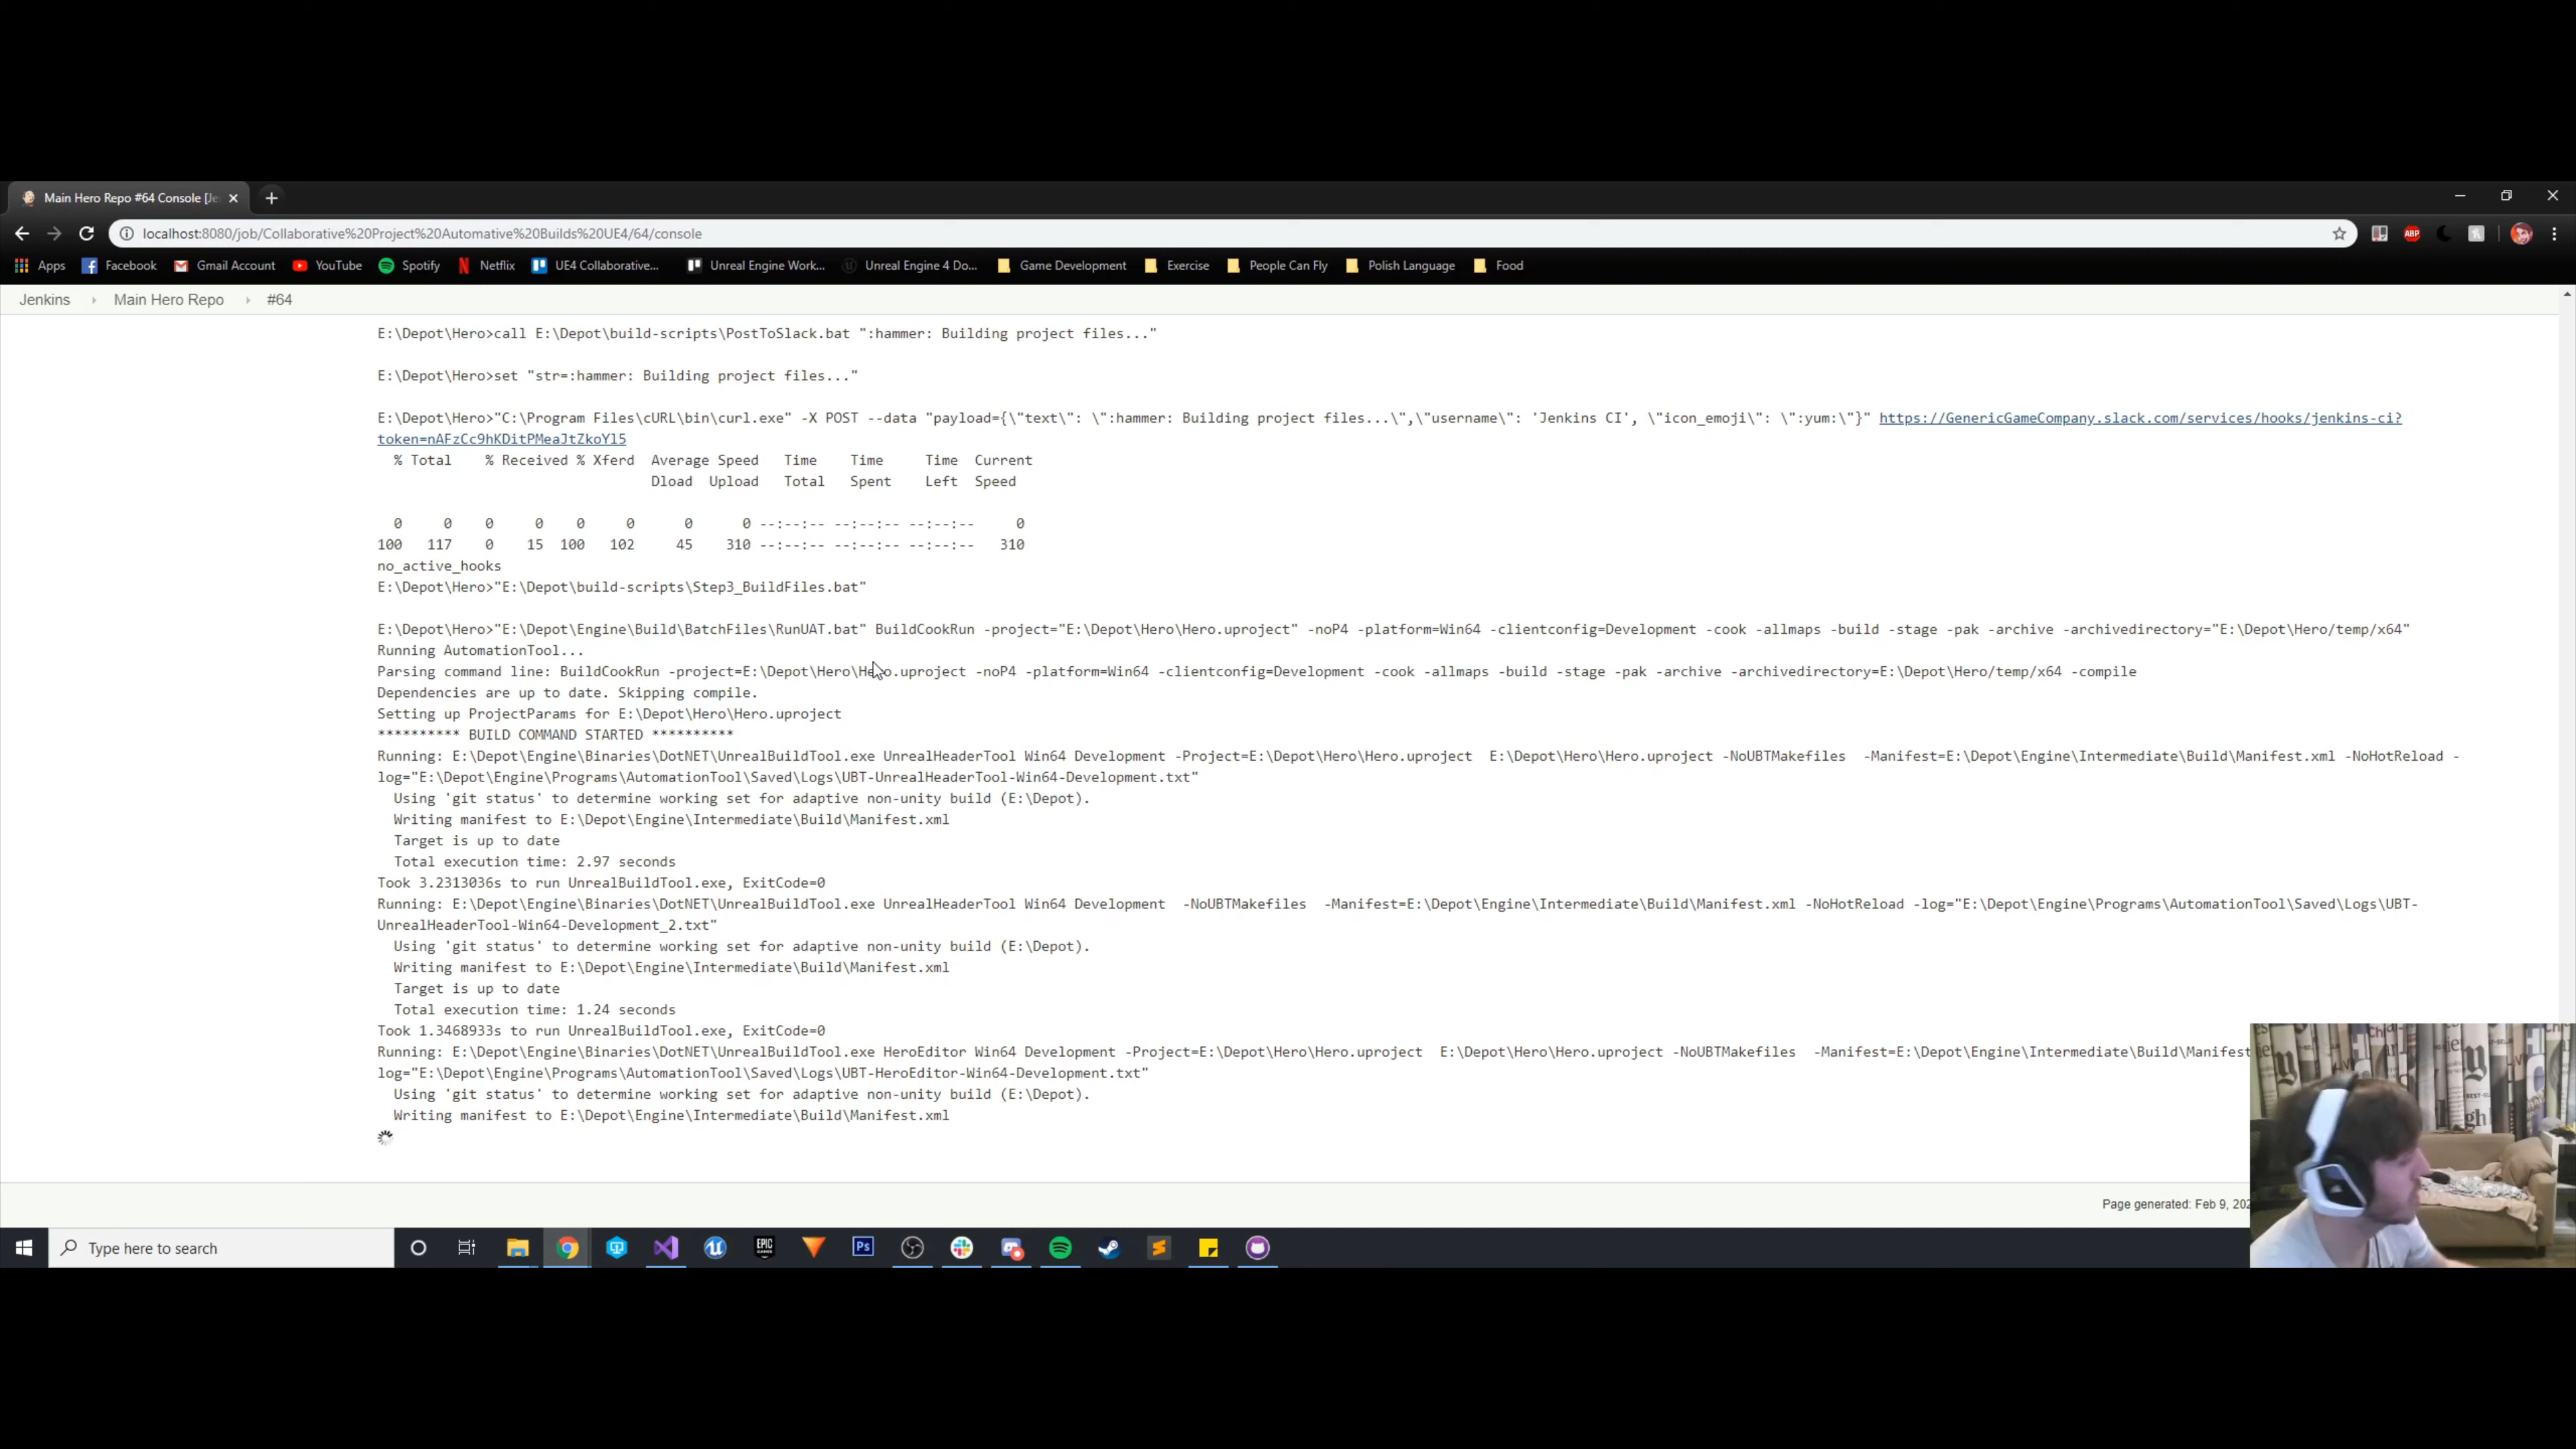 Main Hero Repo #64 Console [Je
localhost:8080/job/Collaborative%20Project%20Automative%20Builds%20UE4/64/console
Apps Facebook Gmail Account YouTube Spotify Netflix UE4 Collaborative... Unreal Engine Work... Unreal Engine 4 Do... Game Development Exercise People Can Fly Polish Language Food
Jenkins Main Hero Repo #64
E:\Depot\Hero>call E:\Depot\build-scripts\PostToSlack.bat ":hammer: Building project files..."
E:\Depot\Hero>set "str=:hammer: Building project files..."
E:\Depot\Hero>"C:\Program Files\cURL\bin\curl.exe" -X POST --data "payload={\"text\": \":hammer: Building project files...\",\"username\": 'Jenkins CI', \"icon_emoji\": \":yum:\"}" https://GenericGameCompany.slack.com/services/hooks/jenkins-ci?
token=nAFzCc9hKDitPMeaJtZkoYl5
% Total % Received % Xferd Average Speed Time Time Time Current
Dload Upload Total Spent Left Speed
0 0 0 0 0 0 0 0 --:--:-- --:--:-- --:--:-- 0
100 117 0 15 100 102 45 310 --:--:-- --:--:-- --:--:-- 310
no_active_hooks
E:\Depot\Hero>"E:\Depot\build-scripts\Step3_BuildFiles.bat"
E:\Depot\Hero>"E:\Depot\Engine\Build\BatchFiles\RunUAT.bat" BuildCookRun -project="E:\Depot\Hero\Hero.uproject" -noP4 -platform=Win64 -clientconfig=Development -cook -allmaps -build -stage -pak -archive -archivedirectory="E:\Depot\Hero/temp/x64"
Running AutomationTool...
Parsing command line: BuildCookRun -project=E:\Depot\Hero\Hero.uproject -noP4 -platform=Win64 -clientconfig=Development -cook -allmaps -build -stage -pak -archive -archivedirectory=E:\Depot\Hero/temp/x64 -compile
Dependencies are up to date. Skipping compile.
Setting up ProjectParams for E:\Depot\Hero\Hero.uproject
********** BUILD COMMAND STARTED **********
Running: E:\Depot\Engine\Binaries\DotNET\UnrealBuildTool.exe UnrealHeaderTool Win64 Development -Project=E:\Depot\Hero\Hero.uproject E:\Depot\Hero\Hero.uproject -NoUBTMakefiles -Manifest=E:\Depot\Engine\Intermediate\Build\Manifest.xml -NoHotReload -
log="E:\Depot\Engine\Programs\AutomationTool\Saved\Logs\UBT-UnrealHeaderTool-Win64-Development.txt"
Using 'git status' to determine working set for adaptive non-unity build (E:\Depot).
Writing manifest to E:\Depot\Engine\Intermediate\Build\Manifest.xml
Target is up to date
Total execution time: 2.97 seconds
Took 3.2313036s to run UnrealBuildTool.exe, ExitCode=0
Running: E:\Depot\Engine\Binaries\DotNET\UnrealBuildTool.exe UnrealHeaderTool Win64 Development -NoUBTMakefiles -Manifest=E:\Depot\Engine\Intermediate\Build\Manifest.xml -NoHotReload -log="E:\Depot\Engine\Programs\AutomationTool\Saved\Logs\UBT-
UnrealHeaderTool-Win64-Development_2.txt"
Using 'git status' to determine working set for adaptive non-unity build (E:\Depot).
Writing manifest to E:\Depot\Engine\Intermediate\Build\Manifest.xml
Target is up to date
Total execution time: 1.24 seconds
Took 1.3468933s to run UnrealBuildTool.exe, ExitCode=0
Running: E:\Depot\Engine\Binaries\DotNET\UnrealBuildTool.exe HeroEditor Win64 Development -Project=E:\Depot\Hero\Hero.uproject E:\Depot\Hero\Hero.uproject -NoUBTMakefiles -Manifest=E:\Depot\Engine\Intermediate\Build\Manifest
log="E:\Depot\Engine\Programs\AutomationTool\Saved\Logs\UBT-HeroEditor-Win64-Development.txt"
Using 'git status' to determine working set for adaptive non-unity build (E:\Depot).
Writing manifest to E:\Depot\Engine\Intermediate\Build\Manifest.xml
Page generated: Feb 9, 202
Type here to search